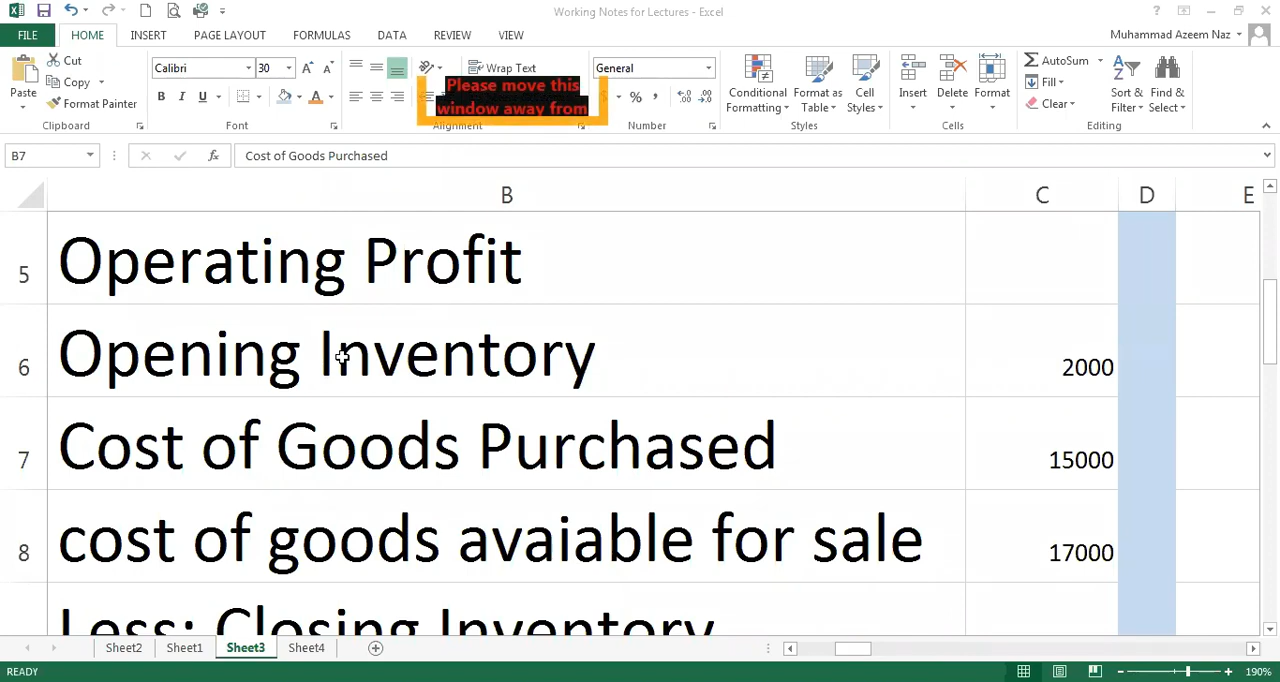 Working Notes for Lectures - Excel
FILE HOME INSERT PAGE LAYOUT FORMULAS DATA REVIEW VIEW Muhammad Azeem Naz
Paste
Cut
Copy
Format Painter
Clipboard
Calibri 30
B I U
Font
Wrap Text
Please move this
window away from
Alignment
General
%
Number
Conditional Formatting
Format as Table
Cell Styles
Styles
Insert
Delete
Format
Cells
AutoSum
Fill
Clear
Sort & Filter
Find & Select
Editing
B7 fx Cost of Goods Purchased
B C D E
5 Operating Profit
6 Opening Inventory 2000
7 Cost of Goods Purchased 15000
8 cost of goods avaiable for sale 17000
Less: Closing Inventory
Sheet2 Sheet1 Sheet3 Sheet4
READY 190%